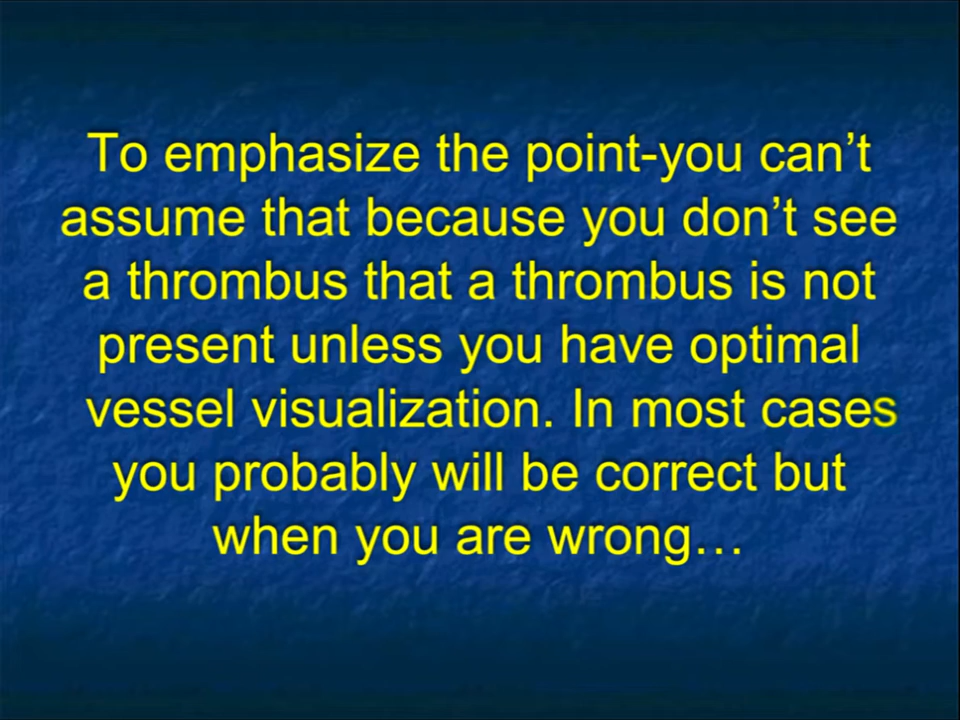 To emphasize the point-you can’t
assume that because you don’t see
a thrombus that a thrombus is not
present unless you have optimal
vessel visualization. In most cases
you probably will be correct but
when you are wrong…